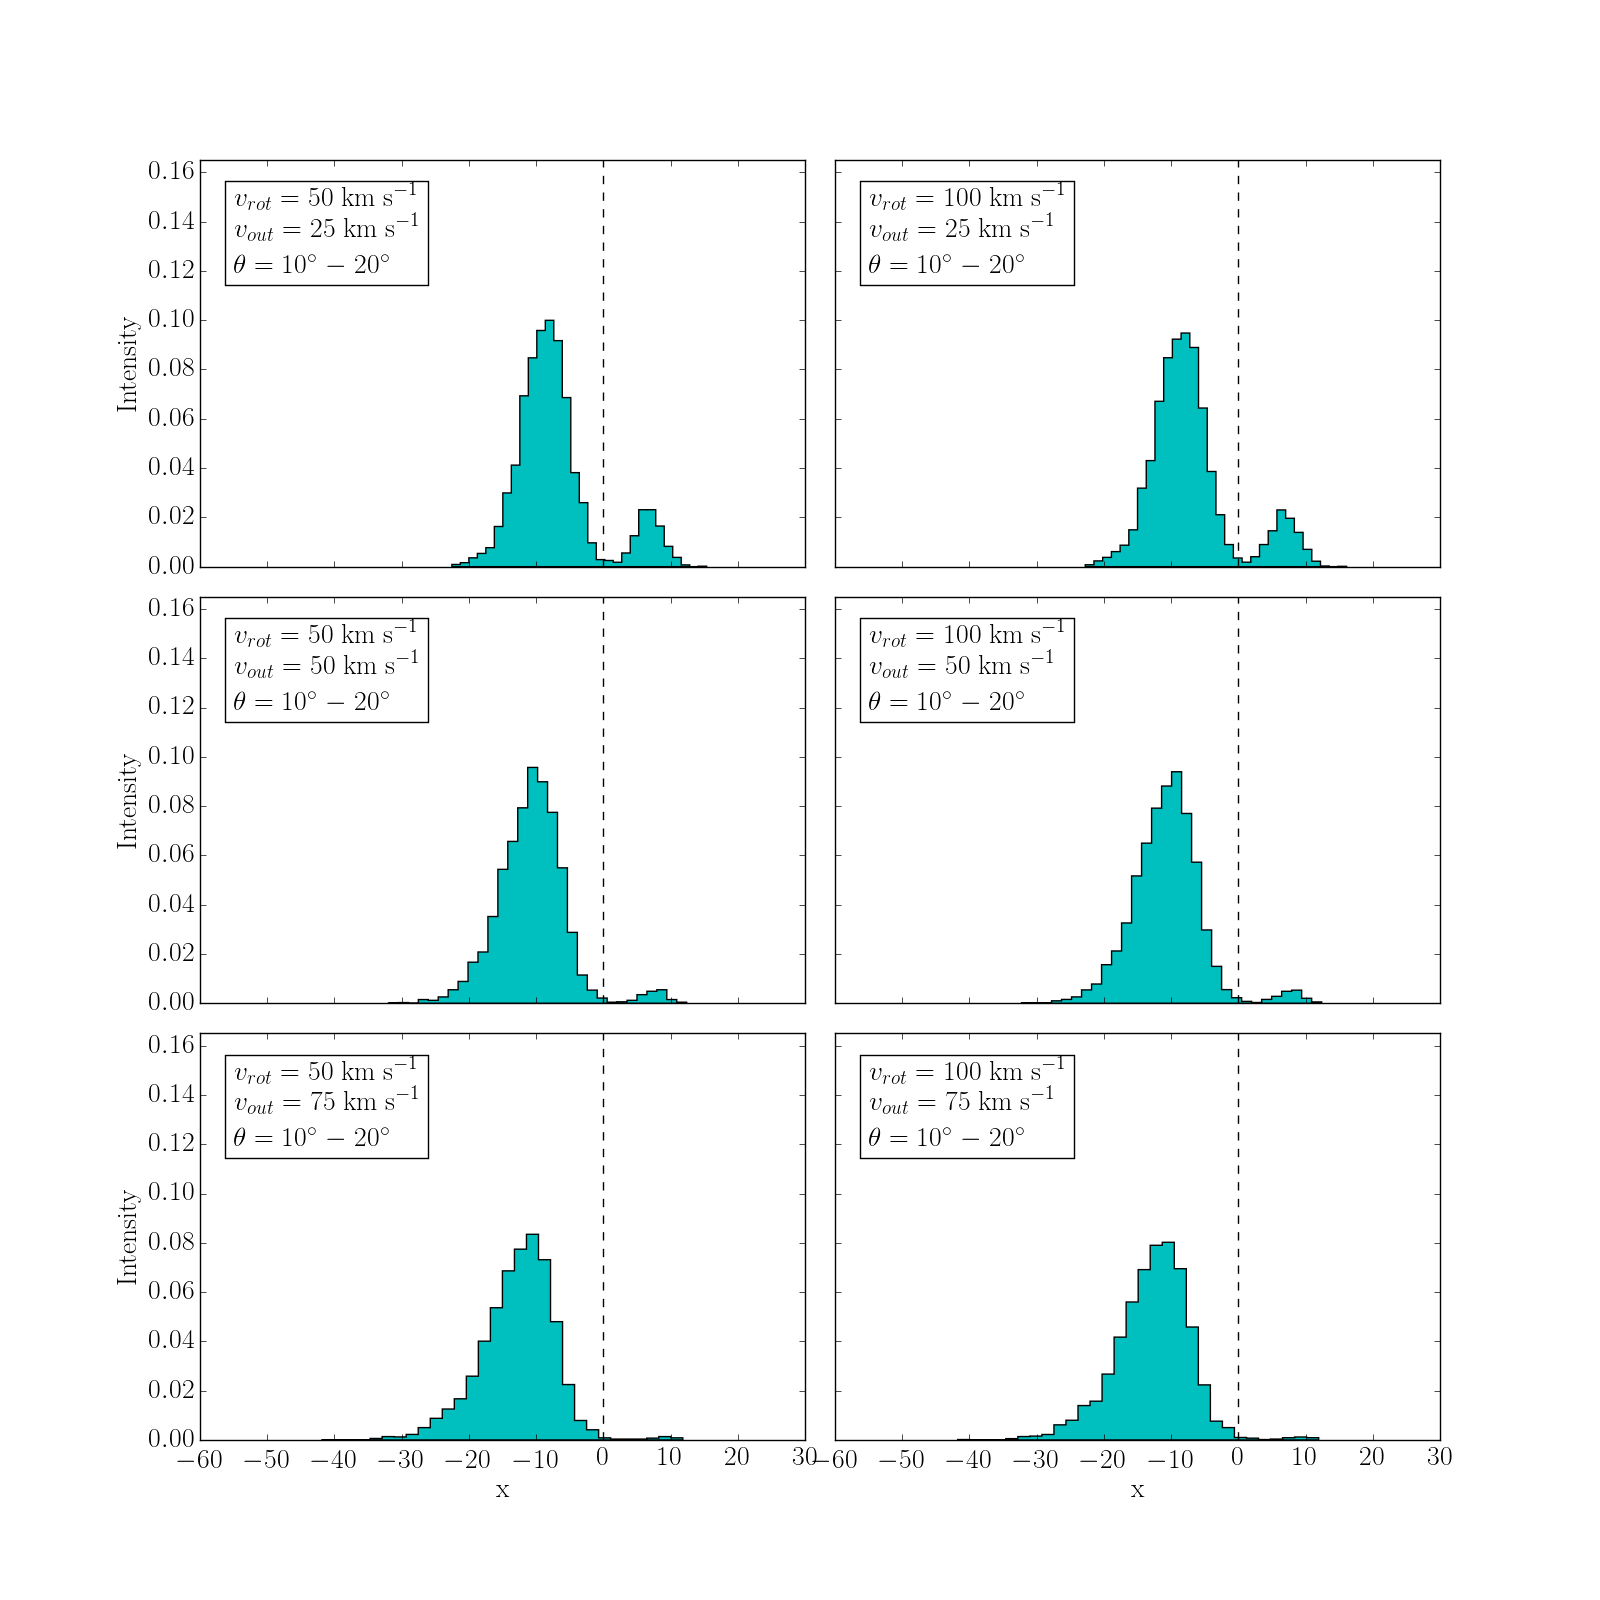 0.16
0.14
0.12
0.10
0.08
0.06
0.04
0.02
0.00
Intensity
v_rot = 50 km s⁻¹
v_out = 25 km s⁻¹
θ = 10° − 20°
v_rot = 100 km s⁻¹
v_out = 25 km s⁻¹
θ = 10° − 20°
0.16
0.14
0.12
0.10
0.08
0.06
0.04
0.02
0.00
Intensity
v_rot = 50 km s⁻¹
v_out = 50 km s⁻¹
θ = 10° − 20°
v_rot = 100 km s⁻¹
v_out = 50 km s⁻¹
θ = 10° − 20°
0.16
0.14
0.12
0.10
0.08
0.06
0.04
0.02
0.00
Intensity
v_rot = 50 km s⁻¹
v_out = 75 km s⁻¹
θ = 10° − 20°
v_rot = 100 km s⁻¹
v_out = 75 km s⁻¹
θ = 10° − 20°
−60 −50 −40 −30 −20 −10 0 10 20 30
x
−60 −50 −40 −30 −20 −10 0 10 20 30
x